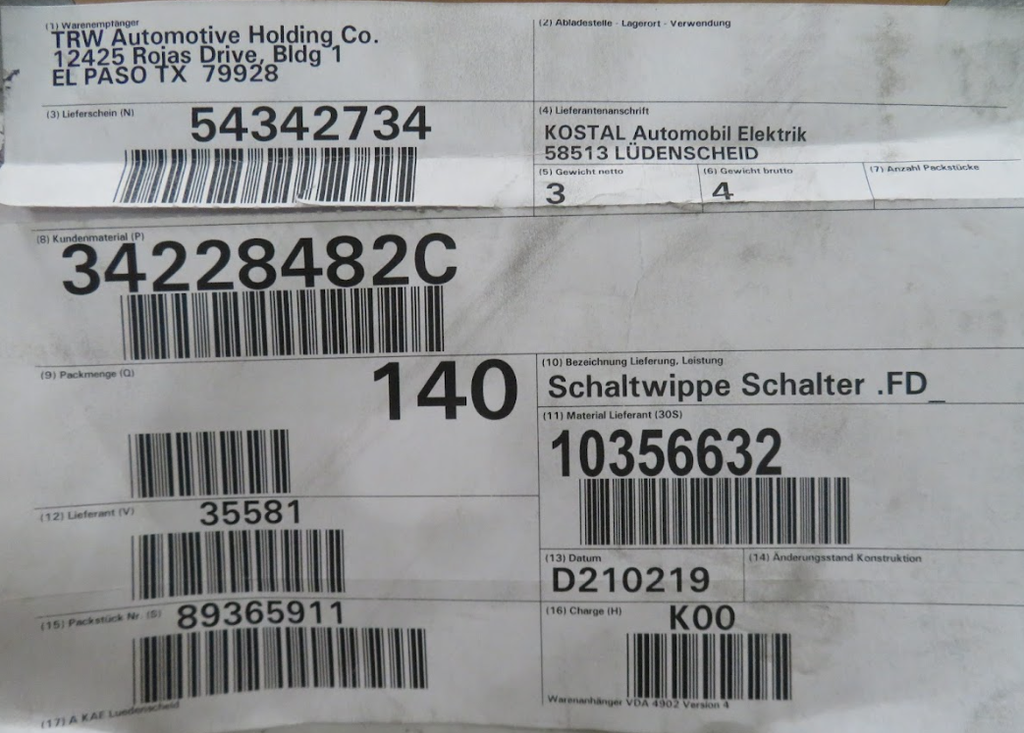 (1) Warenempfänger
TRW Automotive Holding Co.
12425 Rojas Drive, Bldg 1
EL PASO TX 79928
(2) Abladestelle - Lagerort - Verwendung
(3) Lieferschein (N)
54342734
(4) Lieferantenanschrift
KOSTAL Automobil Elektrik
58513 LÜDENSCHEID
(5) Gewicht netto
3
(6) Gewicht brutto
4
(7) Anzahl Packstücke
(8) Kundenmaterial (P)
34228482C
(9) Packmenge (Q)
140
(10) Bezeichnung Lieferung, Leistung
Schaltwippe Schalter .FD_
(11) Material Lieferant (30S)
10356632
(12) Lieferant (V)
35581
(13) Datum
D210219
(14) Änderungsstand Konstruktion
(15) Packstück Nr. (S)
89365911
(16) Charge (H)
K00
Warenanhänger VDA 4902 Version 4
(17) A KAE Luedenscheid